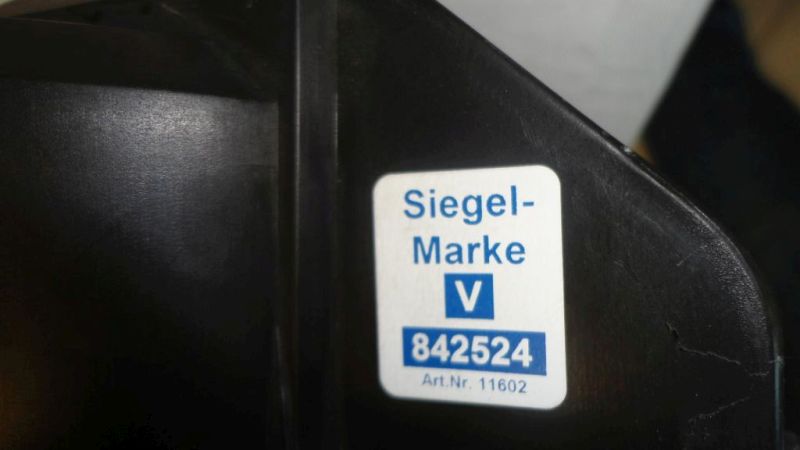 Siegel-
Marke
V
842524
Art.Nr. 11602